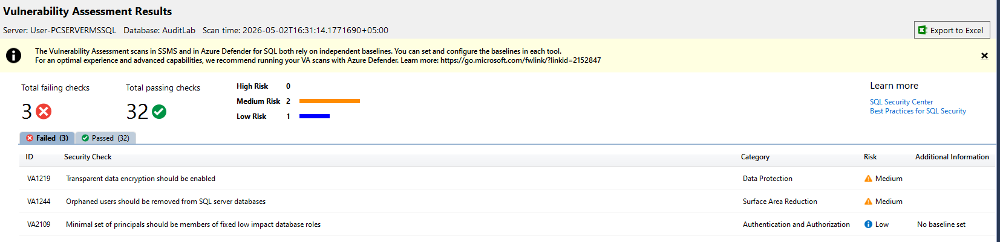 Vulnerability Assessment Results
Server: User-PCSERVERMSSQL Database: AuditLab Scan time: 2026-05-02T16:31:14.1771690+05:00
Export to Excel
The Vulnerability Assessment scans in SSMS and in Azure Defender for SQL both rely on independent baselines. You can set and configure the baselines in each tool.
For an optimal experience and advanced capabilities, we recommend running your VA scans with Azure Defender. Learn more: https://go.microsoft.com/fwlink/?linkid=2152847
Total failing checks
3
Total passing checks
32
High Risk 0
Medium Risk 2
Low Risk 1
Learn more
SQL Security Center
Best Practices for SQL Security
Failed (3) Passed (32)
ID Security Check Category Risk Additional Information
VA1219 Transparent data encryption should be enabled Data Protection Medium
VA1244 Orphaned users should be removed from SQL server databases Surface Area Reduction Medium
VA2109 Minimal set of principals should be members of fixed low impact database roles Authentication and Authorization Low No baseline set